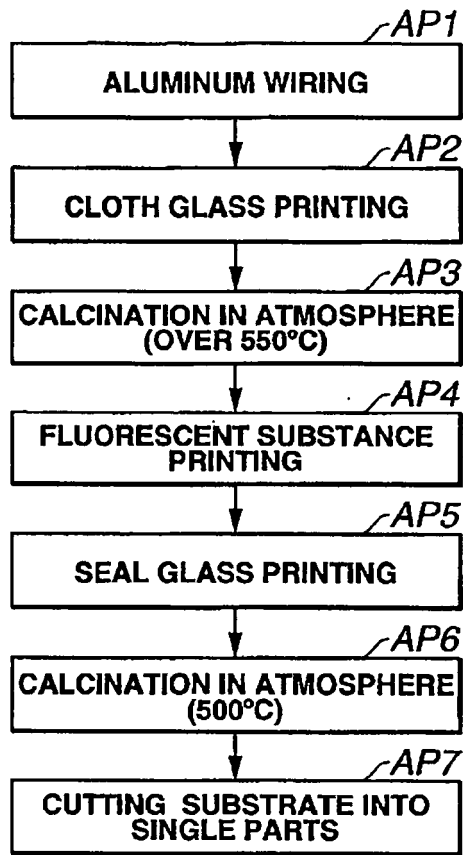 AP1
ALUMINUM WIRING
AP2
CLOTH GLASS PRINTING
AP3
CALCINATION IN ATMOSPHERE
(OVER 550°C)
AP4
FLUORESCENT SUBSTANCE
PRINTING
AP5
SEAL GLASS PRINTING
AP6
CALCINATION IN ATMOSPHERE
(500°C)
AP7
CUTTING SUBSTRATE INTO
SINGLE PARTS